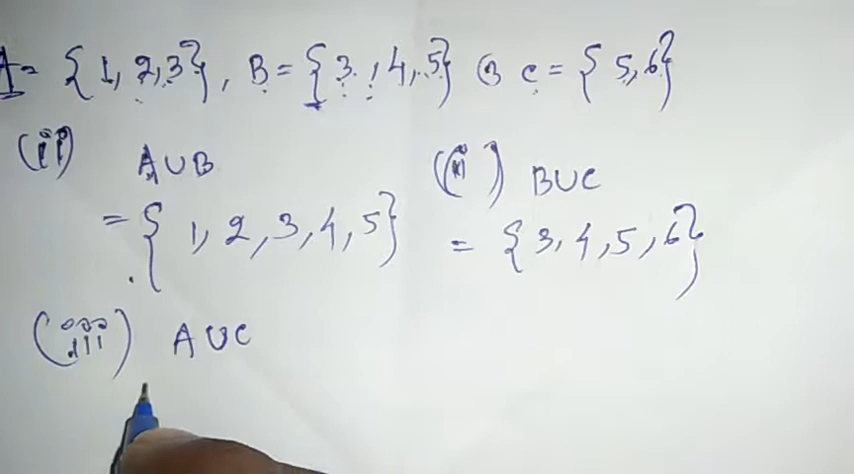 A= {1, 2, 3}, B = {3, 4, 5} C = {5, 6}
(ii) A∪B (ii) B∪C
= {1, 2, 3, 4, 5} = {3, 4, 5, 6}
(iii) A∪C